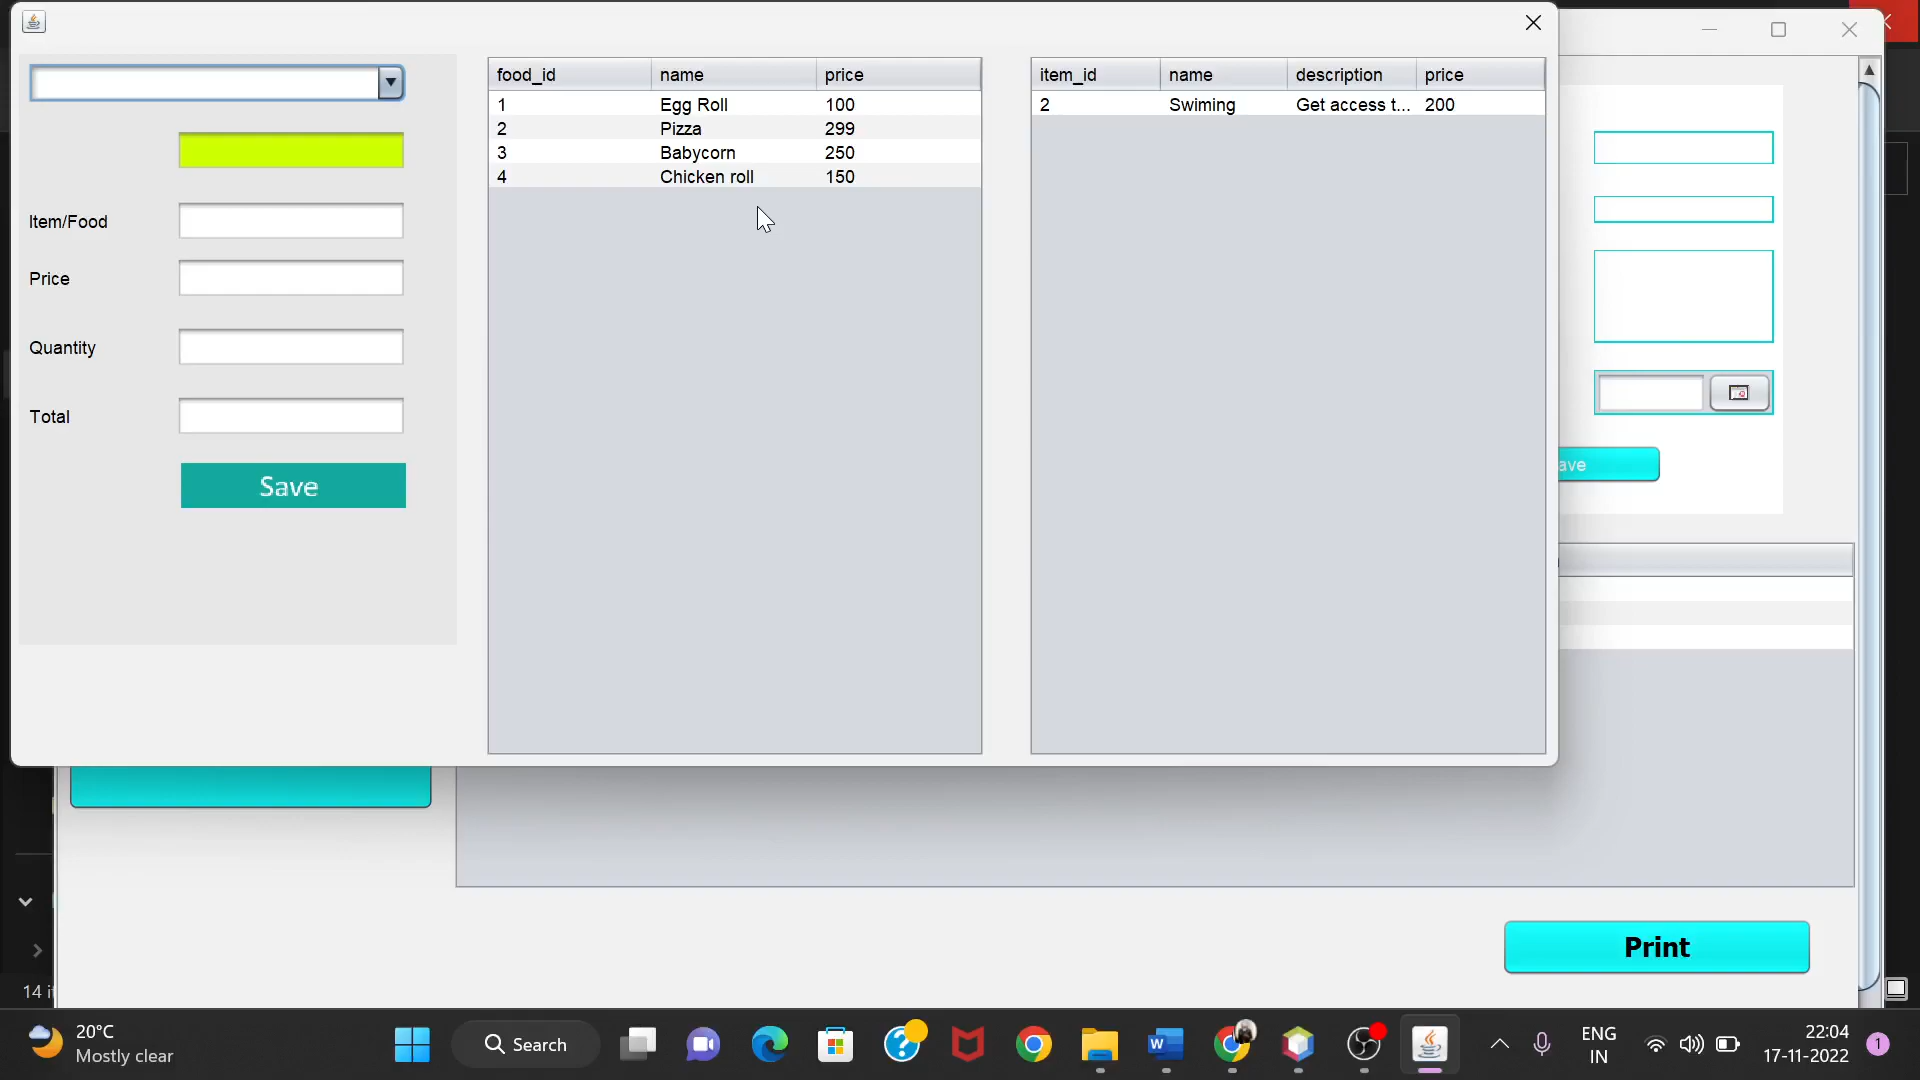 food_id name price
1 Egg Roll 100
2 Pizza 299
3 Babycorn 250
4 Chicken roll 150
item_id name description price
2 Swiming Get access t... 200
Item/Food
Price
Quantity
Total
Save
ave
Print
14 it
20°C
Mostly clear
Search
ENG
IN
22:04
17-11-2022
1